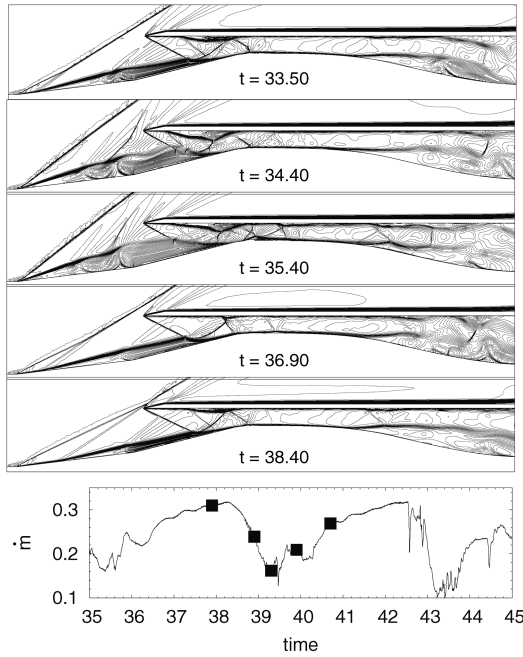 t = 33.50
t = 34.40
t = 35.40
t = 36.90
t = 38.40
0.3
0.2
0.1
ṁ
35 36 37 38 39 40 41 42 43 44 45
time